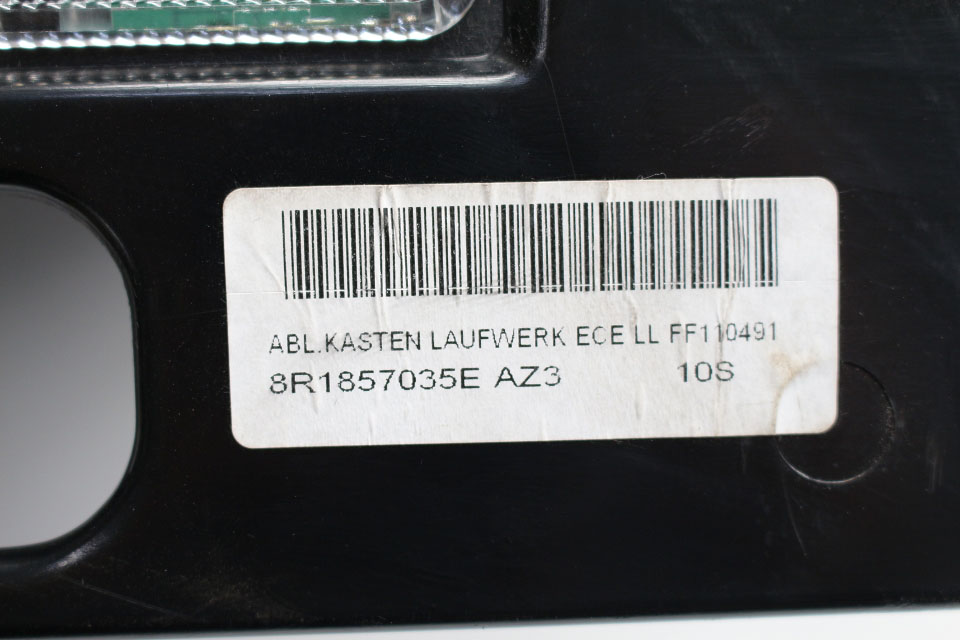 ABL.KASTEN LAUFWERK ECE LL FF110491
8R1857035E AZ3 10S